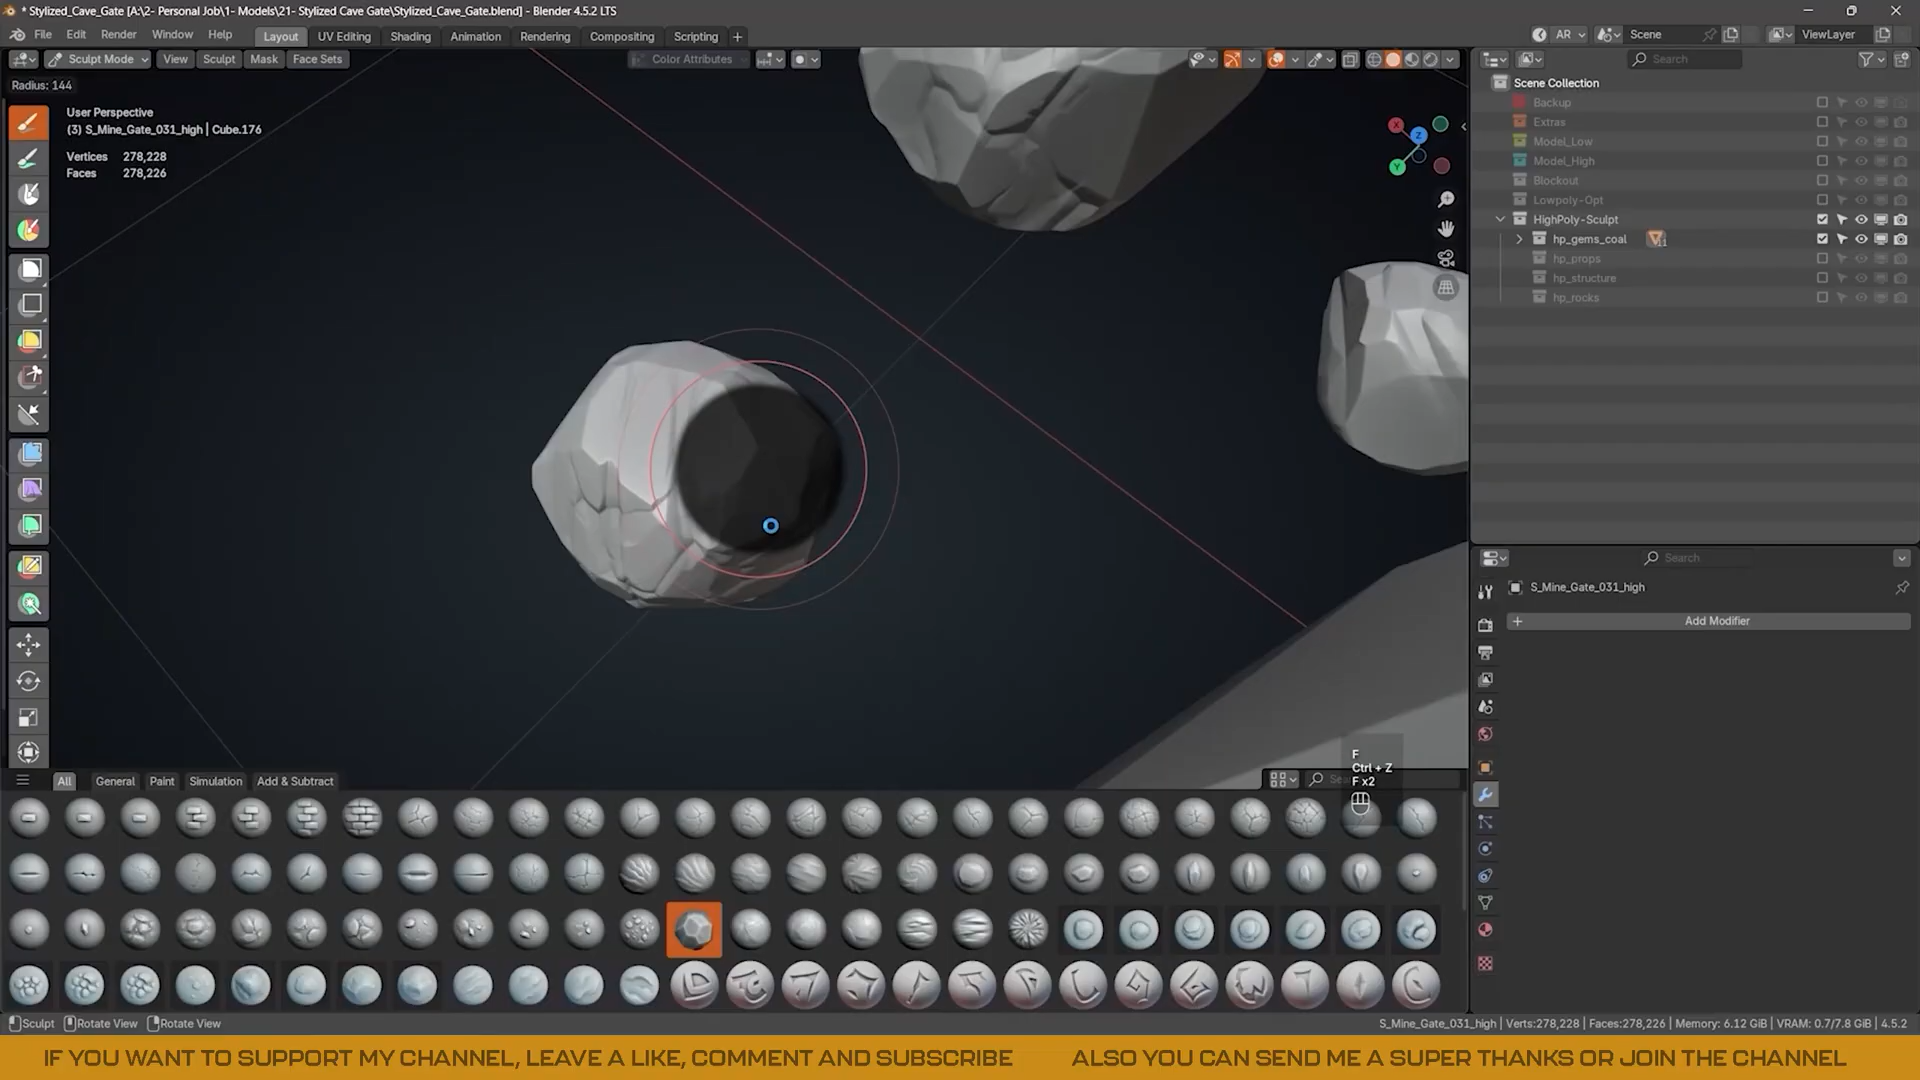 * Stylized_Cave_Gate [A:\2- Personal Job\1- Models\21- Stylized Cave Gate\Stylized_Cave_Gate.blend] - Blender 4.5.2 LTS
File Edit Render Window Help Layout UV Editing Shading Animation Rendering Compositing Scripting + AR Scene ViewLayer
Sculpt Mode View Sculpt Mask Face Sets Color Attributes Search
Radius: 144
User Perspective
(3) S_Mine_Gate_031_high | Cube.176
Vertices 278,228
Faces 278,226
X
Z
Y
Scene Collection
Backup
Extras
Model_Low
Model_High
Blockout
Lowpoly-Opt
HighPoly-Sculpt
hp_gems_coal 11
hp_props
hp_structure
hp_rocks
Search
S_Mine_Gate_031_high
+ Add Modifier
F
Ctrl + Z
F x2
All General Paint Simulation Add & Subtract
Sculpt Rotate View Rotate View
S_Mine_Gate_031_high | Verts:278,228 | Faces:278,226 | Memory: 6.12 GiB | VRAM: 0.7/7.8 GiB | 4.5.2
IF YOU WANT TO SUPPORT MY CHANNEL, LEAVE A LIKE, COMMENT AND SUBSCRIBE ALSO YOU CAN SEND ME A SUPER THANKS OR JOIN THE CHANNEL